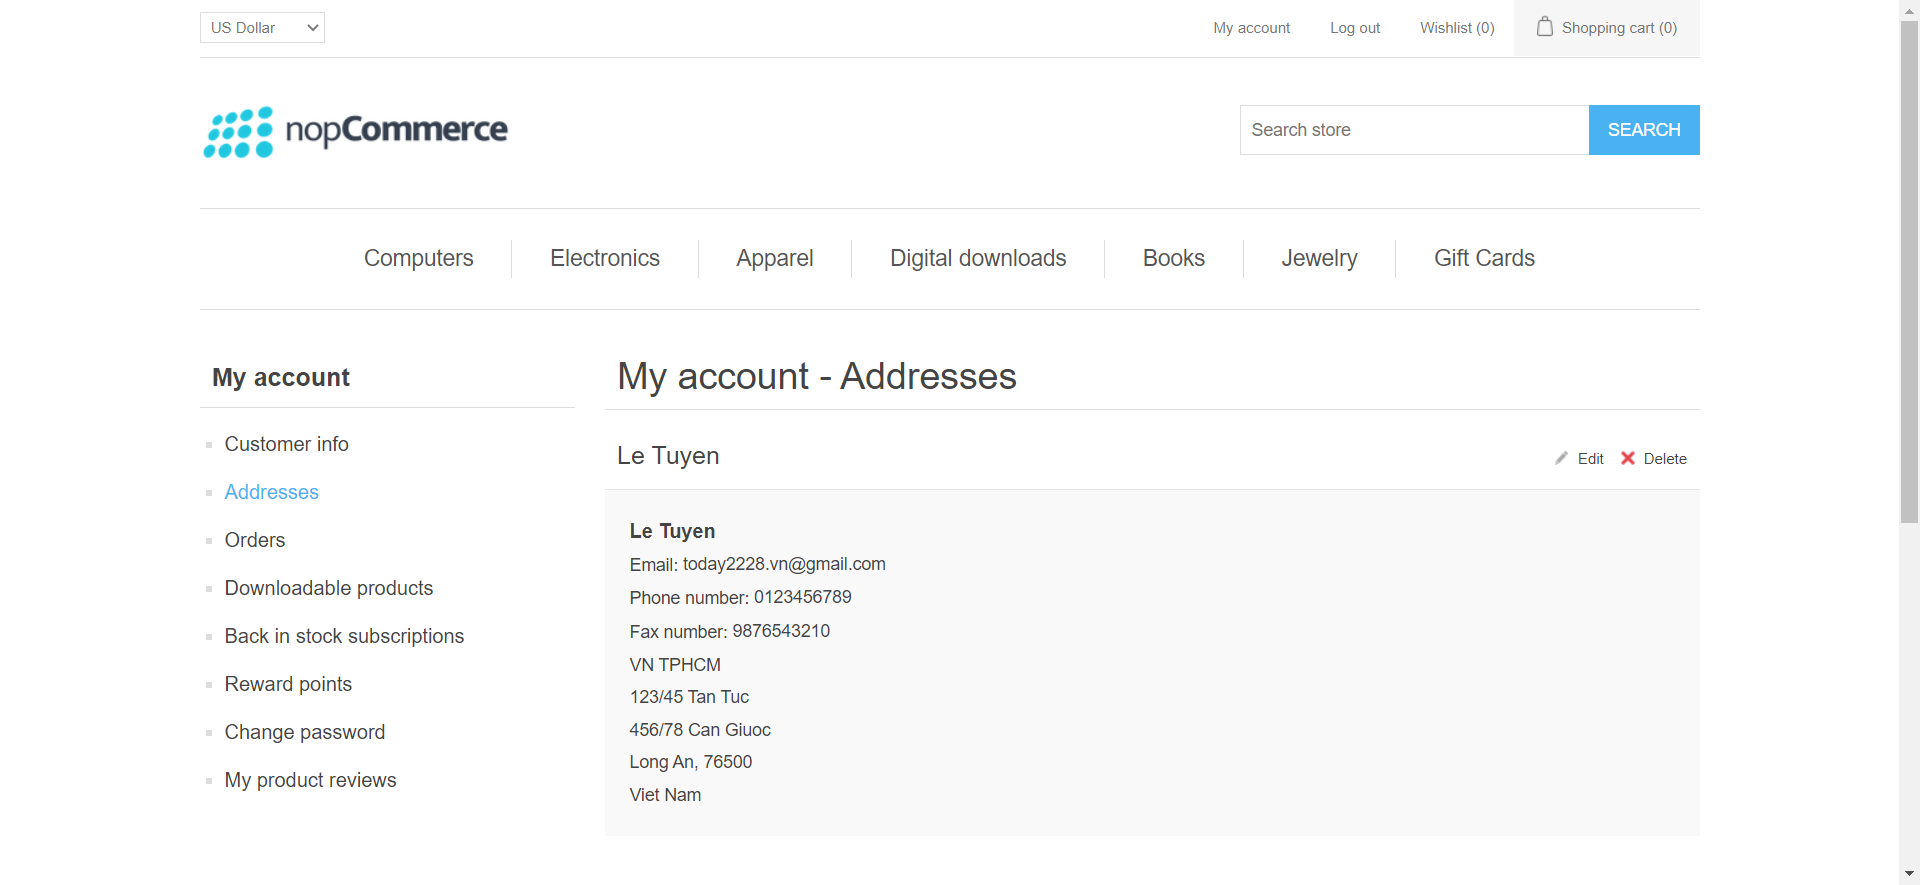 US Dollar
My account
Log out
Wishlist (0)
Shopping cart (0)
nopCommerce
Search store
SEARCH
Computers
Electronics
Apparel
Digital downloads
Books
Jewelry
Gift Cards
My account
Customer info
Addresses
Orders
Downloadable products
Back in stock subscriptions
Reward points
Change password
My product reviews
My account - Addresses
Le Tuyen
Edit
Delete
Le Tuyen
Email: today2228.vn@gmail.com
Phone number: 0123456789
Fax number: 9876543210
VN TPHCM
123/45 Tan Tuc
456/78 Can Giuoc
Long An, 76500
Viet Nam